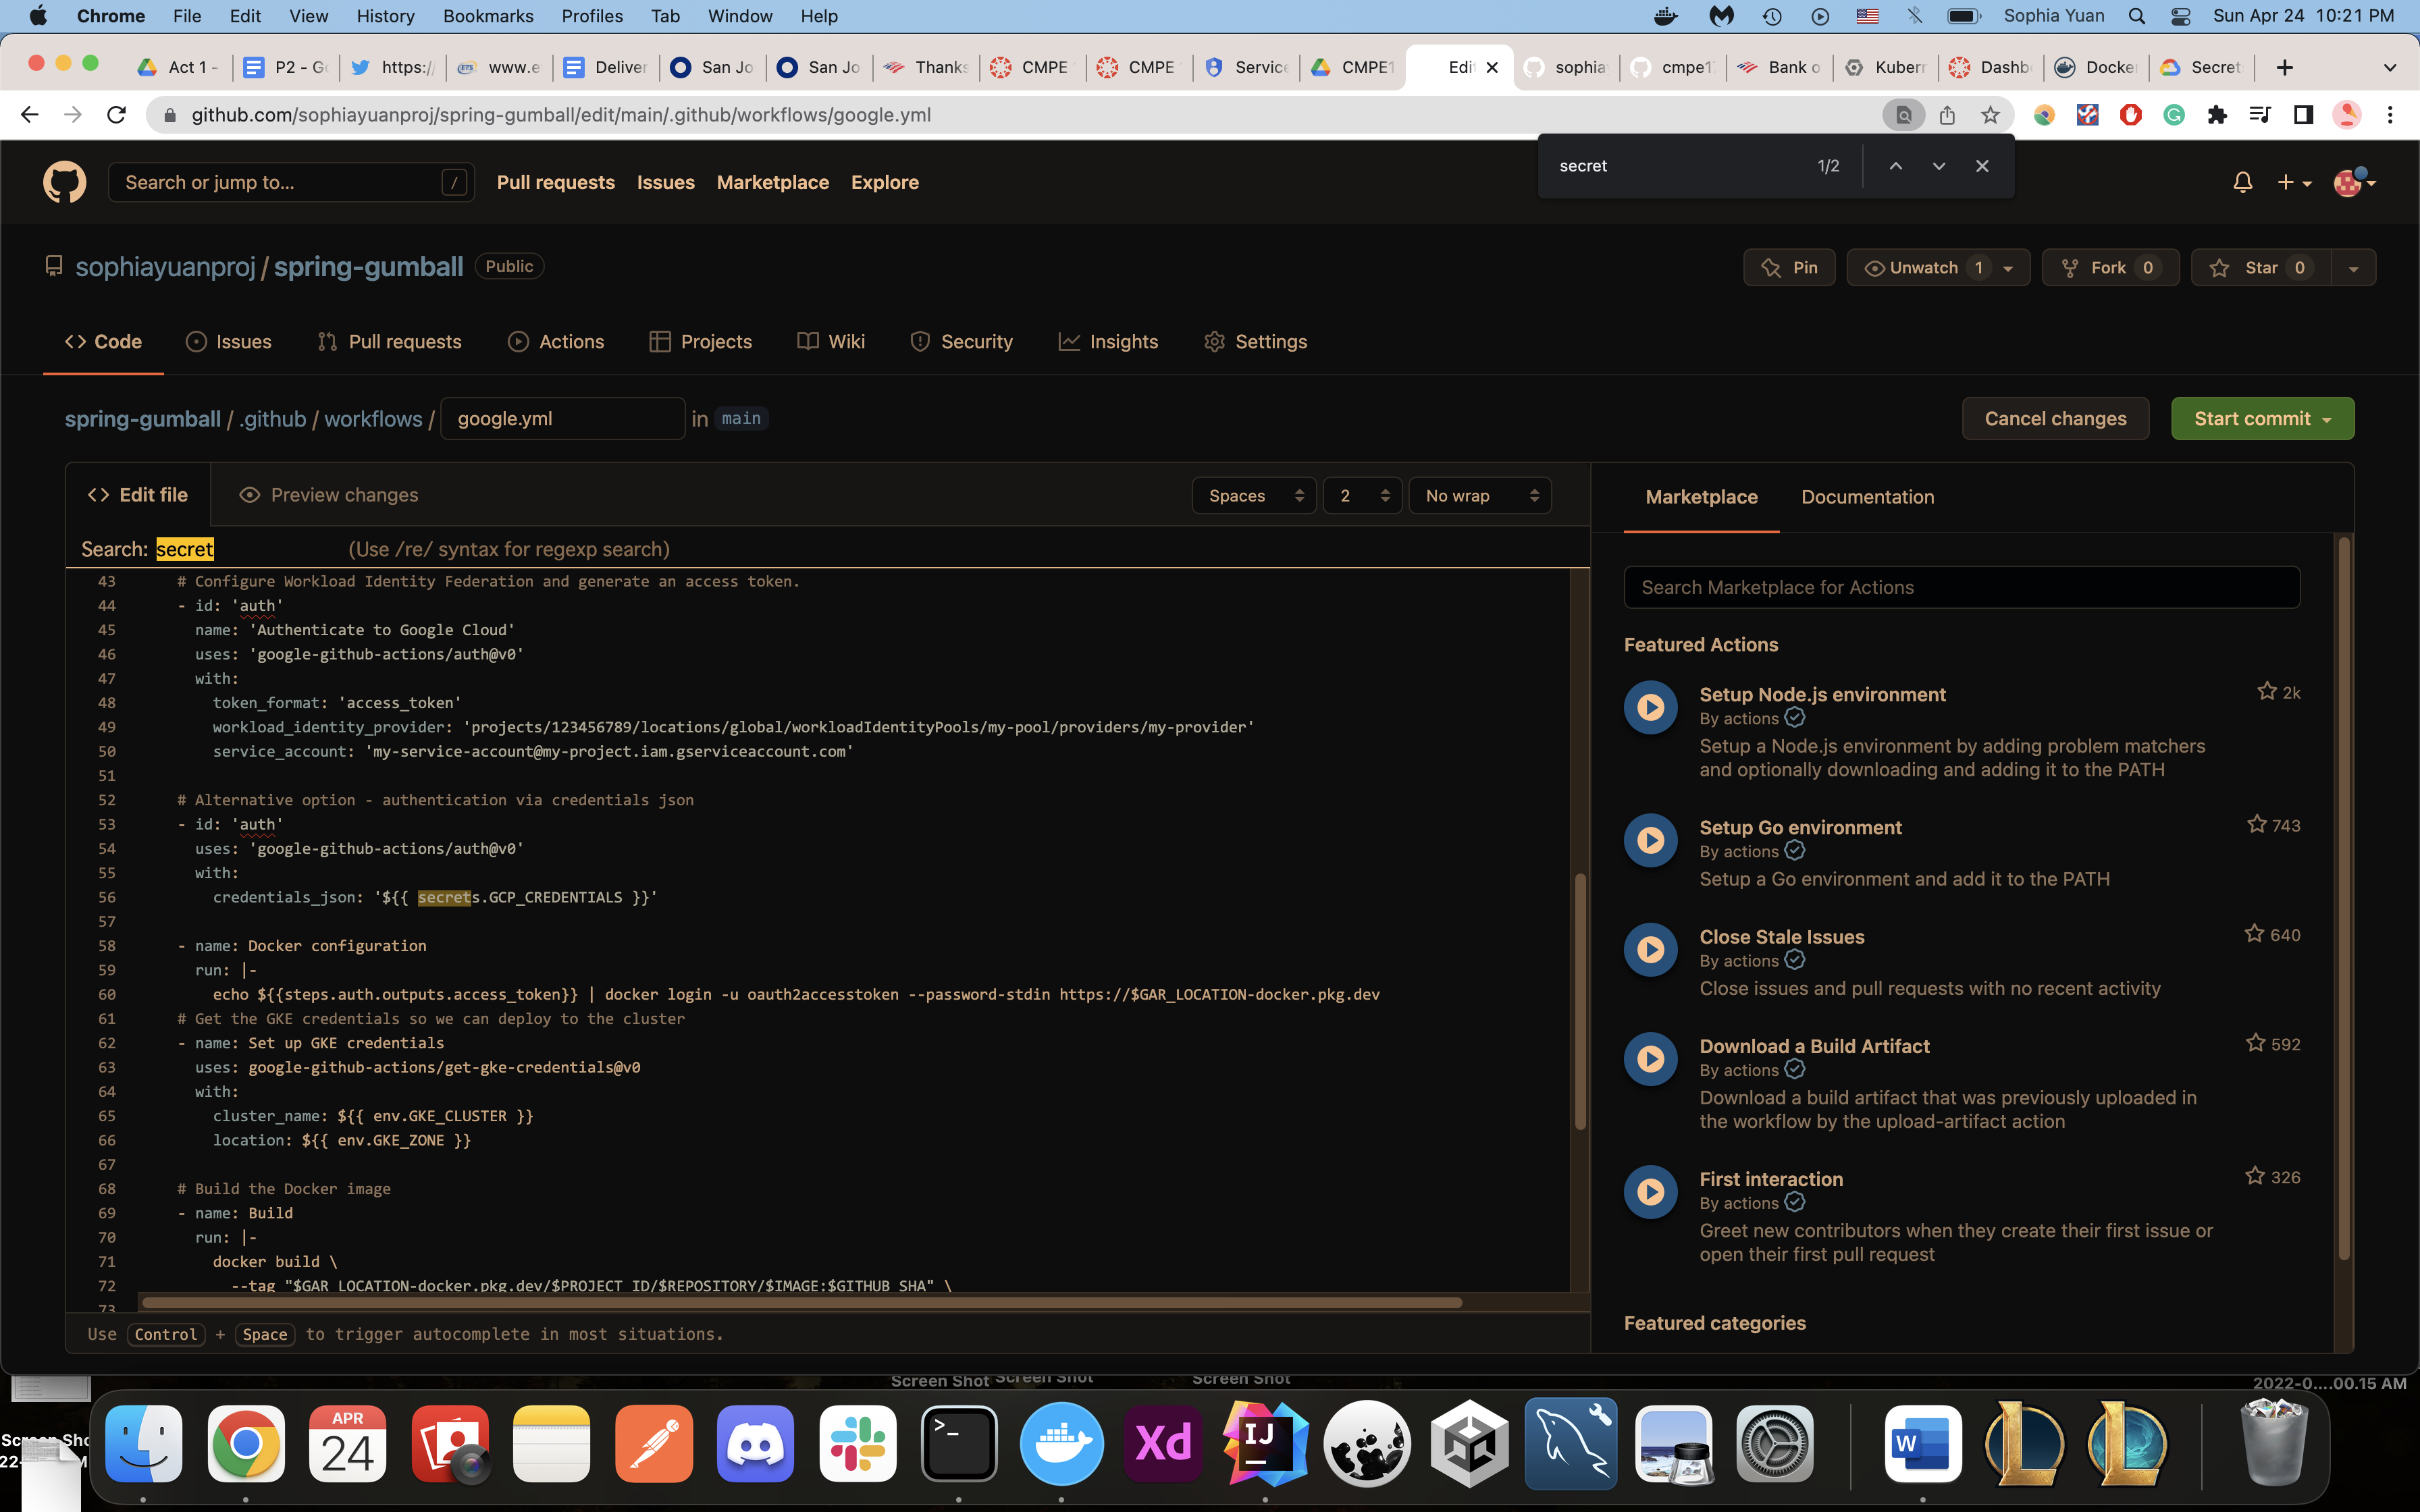 Chrome File Edit View History Bookmarks Profiles Tab Window Help Sophia Yuan Sun Apr 24 10:21 PM
Act 1 - P2 - Go https:/ www.e Deliver San Jo San Jo Thanks CMPE CMPE Service CMPE1 Edit sophia cmpe17 Bank o Kubern Dashb Docker Secret
github.com/sophiayuanproj/spring-gumball/edit/main/.github/workflows/google.yml
secret 1/2
Search or jump to... / Pull requests Issues Marketplace Explore
sophiayuanproj / spring-gumball Public
Pin Unwatch 1 Fork 0 Star 0
Code Issues Pull requests Actions Projects Wiki Security Insights Settings
spring-gumball / .github / workflows / google.yml in main
Cancel changes Start commit
Edit file Preview changes Spaces 2 No wrap
Search: secret (Use /re/ syntax for regexp search)
43 # Configure Workload Identity Federation and generate an access token.
44 - id: 'auth'
45 name: 'Authenticate to Google Cloud'
46 uses: 'google-github-actions/auth@v0'
47 with:
48 token_format: 'access_token'
49 workload_identity_provider: 'projects/123456789/locations/global/workloadIdentityPools/my-pool/providers/my-provider'
50 service_account: 'my-service-account@my-project.iam.gserviceaccount.com'
51
52 # Alternative option - authentication via credentials json
53 - id: 'auth'
54 uses: 'google-github-actions/auth@v0'
55 with:
56 credentials_json: '${{ secrets.GCP_CREDENTIALS }}'
57
58 - name: Docker configuration
59 run: |-
60 echo ${{steps.auth.outputs.access_token}} | docker login -u oauth2accesstoken --password-stdin https://$GAR_LOCATION-docker.pkg.dev
61 # Get the GKE credentials so we can deploy to the cluster
62 - name: Set up GKE credentials
63 uses: google-github-actions/get-gke-credentials@v0
64 with:
65 cluster_name: ${{ env.GKE_CLUSTER }}
66 location: ${{ env.GKE_ZONE }}
67
68 # Build the Docker image
69 - name: Build
70 run: |-
71 docker build \
72 --tag "$GAR_LOCATION-docker.pkg.dev/$PROJECT_ID/$REPOSITORY/$IMAGE:$GITHUB_SHA" \
73
Use Control + Space to trigger autocomplete in most situations.
Marketplace Documentation
Search Marketplace for Actions
Featured Actions
Setup Node.js environment 2k
By actions
Setup a Node.js environment by adding problem matchers
and optionally downloading and adding it to the PATH
Setup Go environment 743
By actions
Setup a Go environment and add it to the PATH
Close Stale Issues 640
By actions
Close issues and pull requests with no recent activity
Download a Build Artifact 592
By actions
Download a build artifact that was previously uploaded in
the workflow by the upload-artifact action
First interaction 326
By actions
Greet new contributors when they create their first issue or
open their first pull request
Featured categories
Screen Shot Screen Shot Screen Shot
2022-0....00.15 AM
APR
24
Xd
IJ
W